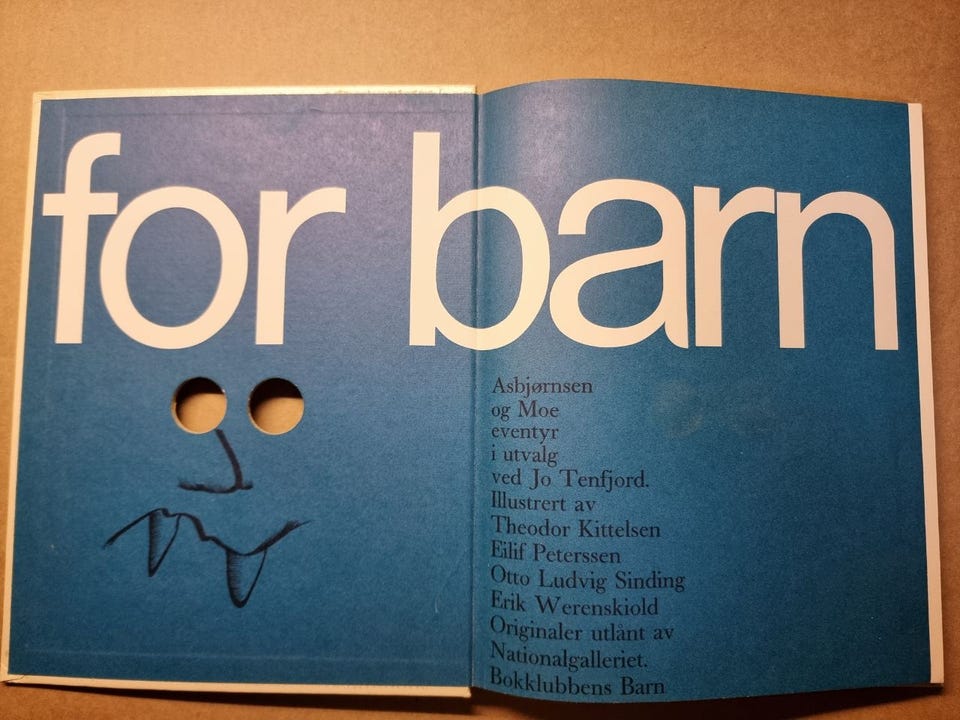 for barn
Asbjørnsen
og Moe
eventyr
i utvalg
ved Jo Tenfjord.
Illustrert av
Theodor Kittelsen
Eilif Peterssen
Otto Ludvig Sinding
Erik Werenskiold
Originaler utlånt av
Nationalgalleriet.
Bokklubbens Barn